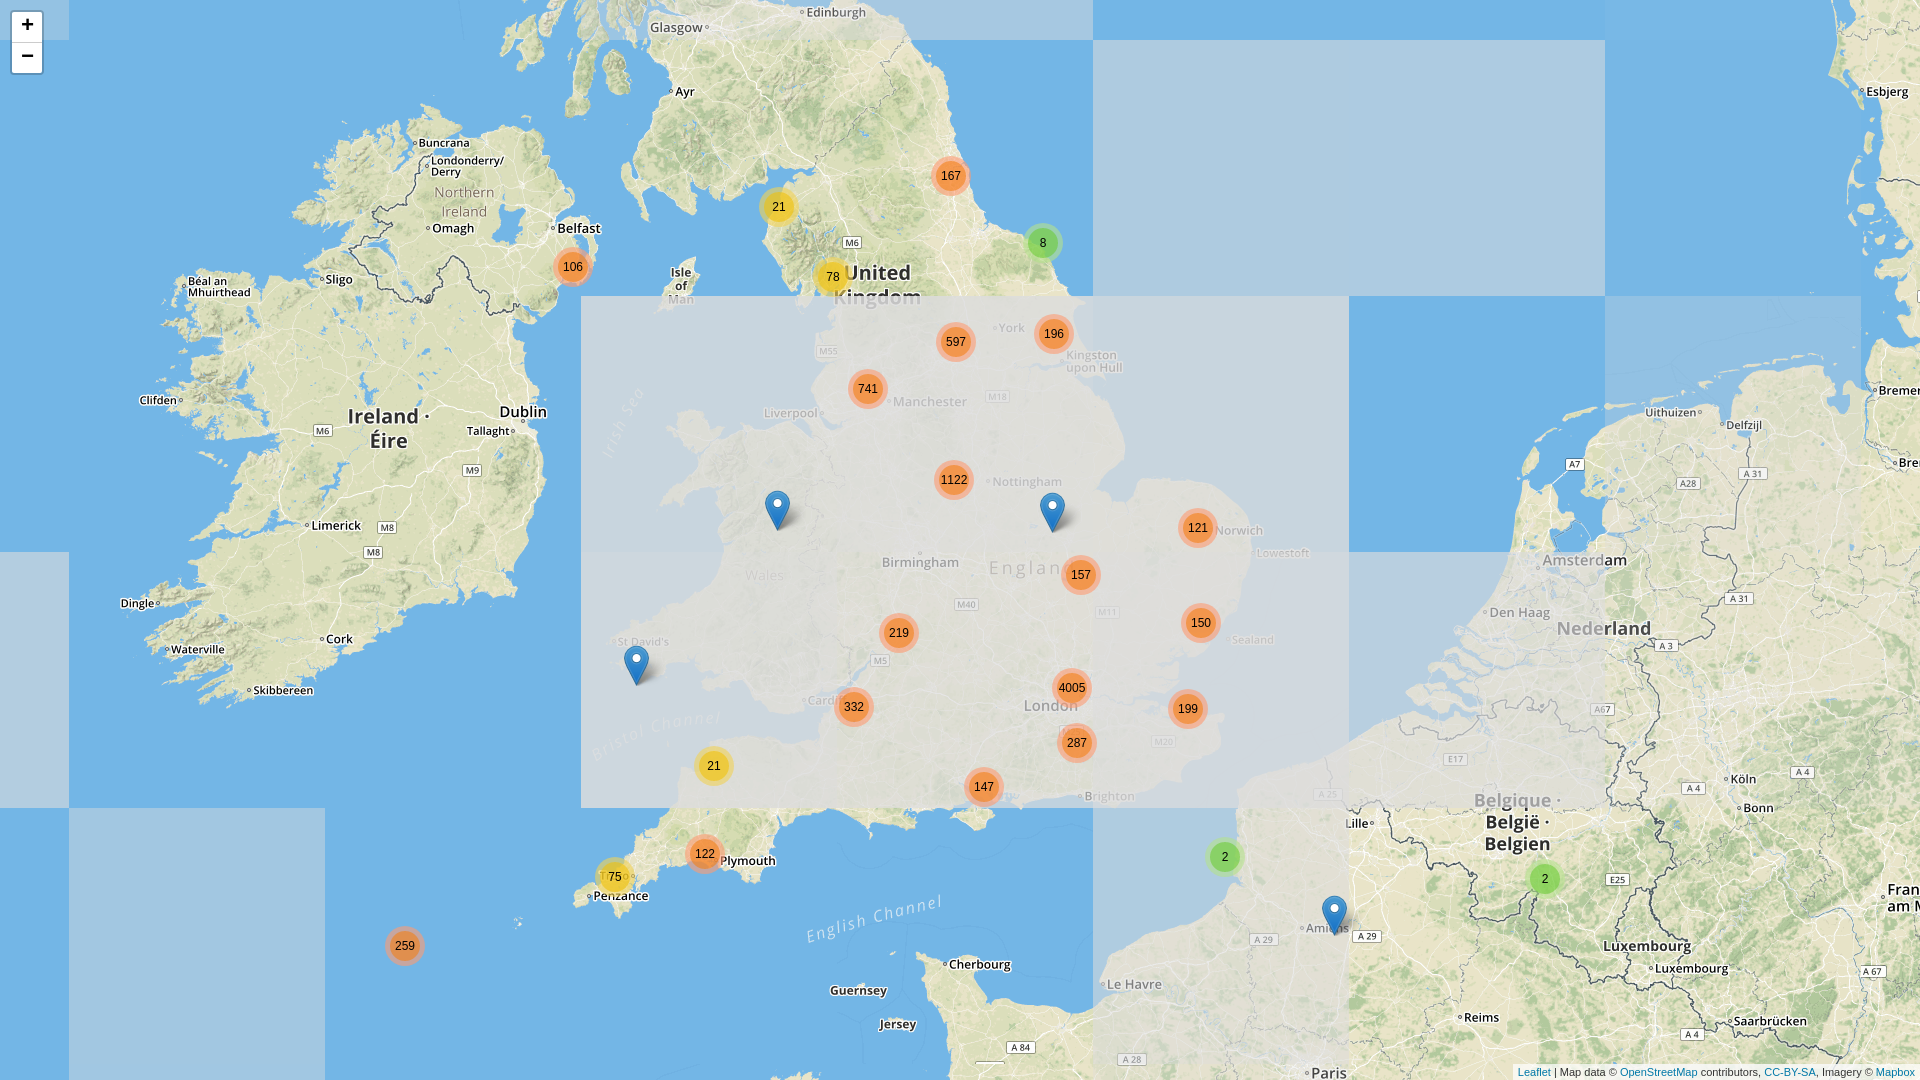 +
−
Glasgow
Edinburgh
Ayr
Esbjerg
Buncrana
Londonderry/
Derry
Northern
Ireland
Omagh
Belfast
167
21
M6
8
106
Isle
of
Man
78
United
Kingdom
Sligo
Béal an
Mhuirthead
597
York
196
M55
Kingston
upon Hull
741
Manchester
M18
Liverpool
Irish Sea
Clifden
Ireland ·
Éire
Dublin
Tallaght
M6
M9
Uithuizen
Delfzijl
A7
A 31
A28
1122
Nottingham
Limerick
M8
M8
121
Norwich
Lowestoft
Birmingham
Wales
157
Amsterdam
Dingle
M40
M11
A 31
Den Haag
Nederland
219
150
Sealand
A 3
Cork
Waterville
St David's
M5
Skibbereen
4005
London
199
A67
Cardiff
332
Bristol Channel
287
M20
E17
21
147
Brighton
A 25
Köln
A 4
A 4
Bonn
Belgique ·
België ·
Belgien
Lille
122
Plymouth
75
Penzance
2
2
E25
259
English Channel
Amiens
A 29
A 29
Luxembourg
Luxembourg
A 67
Cherbourg
Le Havre
Guernsey
Jersey
Reims
Saarbrücken
A 4
A 84
A 28
Paris
Leaflet | Map data © OpenStreetMap contributors, CC-BY-SA, Imagery © Mapbox